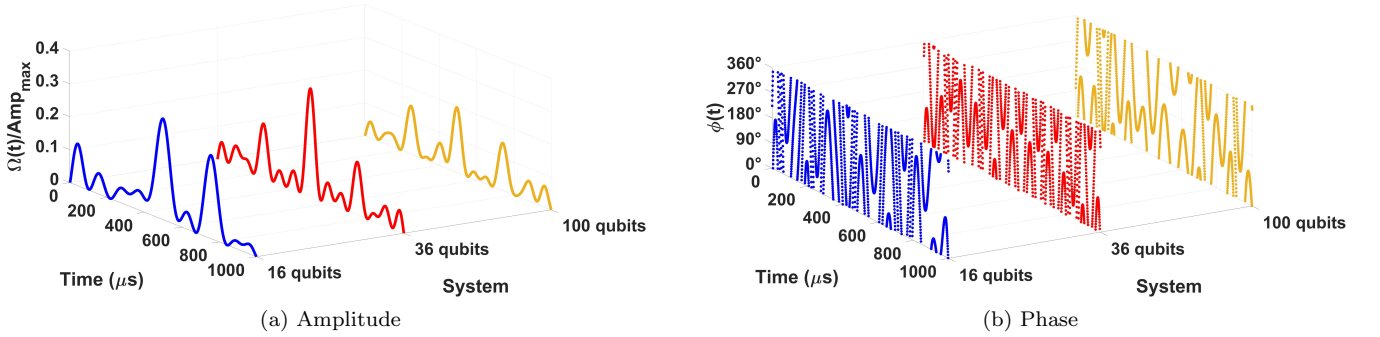 0.4
0.3
0.2
0.1
0
Ω(t)/Amp_max
0
200
400
600
800
1000
Time (μs)
16 qubits
36 qubits
100 qubits
System
(a) Amplitude
360°
270°
180°
90°
0°
ϕ(t)
0
200
400
600
800
1000
Time (μs)
16 qubits
36 qubits
100 qubits
System
(b) Phase